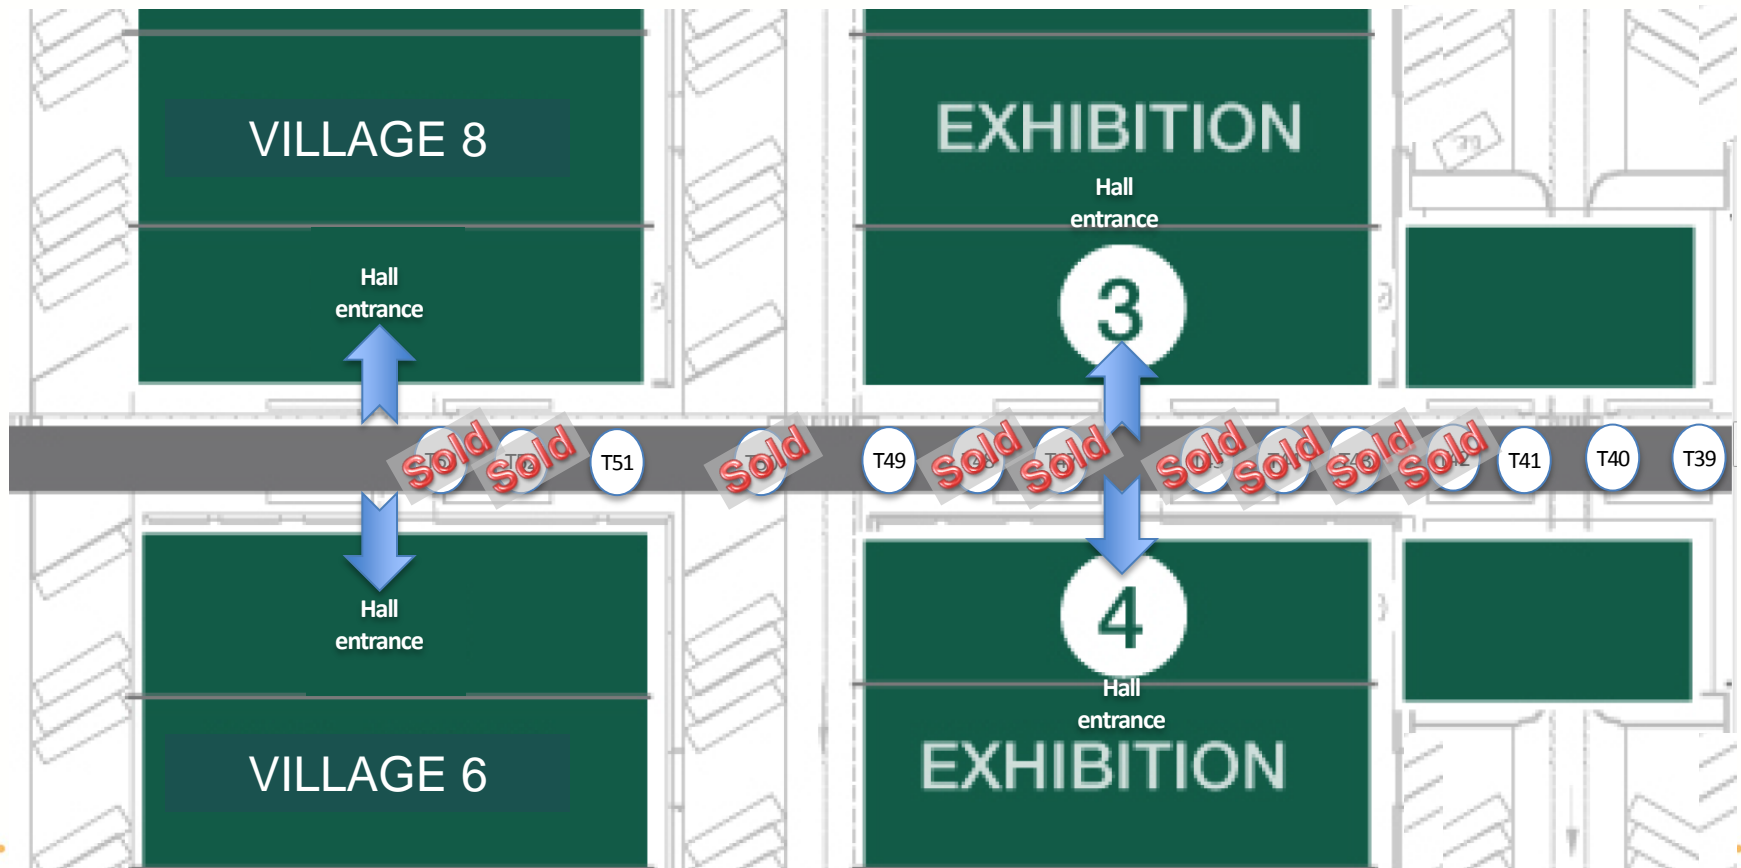 VILLAGE 8
EXHIBITION
Hall
entrance
3
Hall
entrance
Sold
Sold
T51
Sold
T49
Sold
Sold
Sold
Sold
Sold
Sold
T41
T40
T39
Hall
entrance
4
Hall
entrance
EXHIBITION
VILLAGE 6